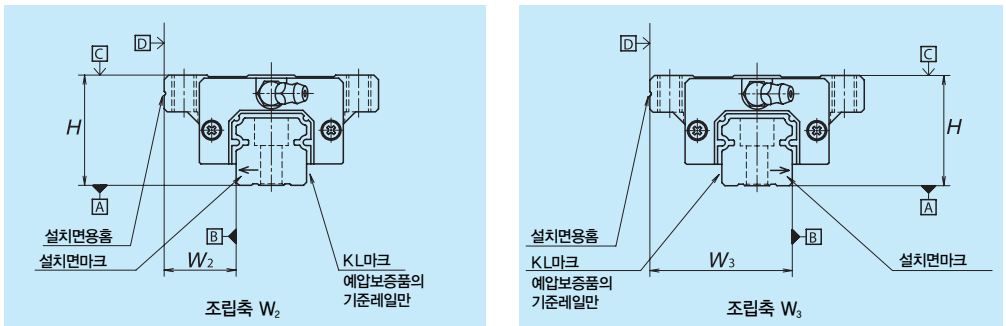 D
C
H
A
설치면용홈
설치면마크
B
W₂
KL마크
예압보증품의
기준레일만
조립축 W₂
D
C
H
A
설치면용홈
KL마크
예압보증품의
기준레일만
B
W₃
설치면마크
조립축 W₃